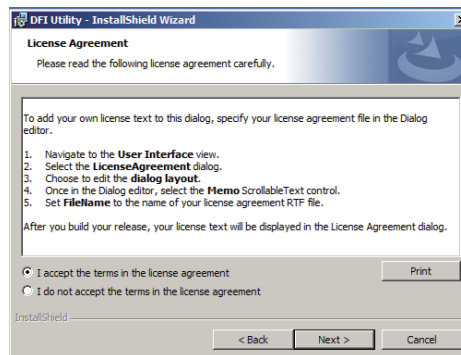 DFI Utility - InstallShield Wizard
License Agreement
Please read the following license agreement carefully.
To add your own license text to this dialog, specify your license agreement file in the Dialog
editor.
1. Navigate to the User Interface view.
2. Select the LicenseAgreement dialog.
3. Choose to edit the dialog layout.
4. Once in the Dialog editor, select the Memo ScrollableText control.
5. Set FileName to the name of your license agreement RTF file.
After you build your release, your license text will be displayed in the License Agreement dialog.
I accept the terms in the license agreement
Print
I do not accept the terms in the license agreement
InstallShield
< Back
Next >
Cancel